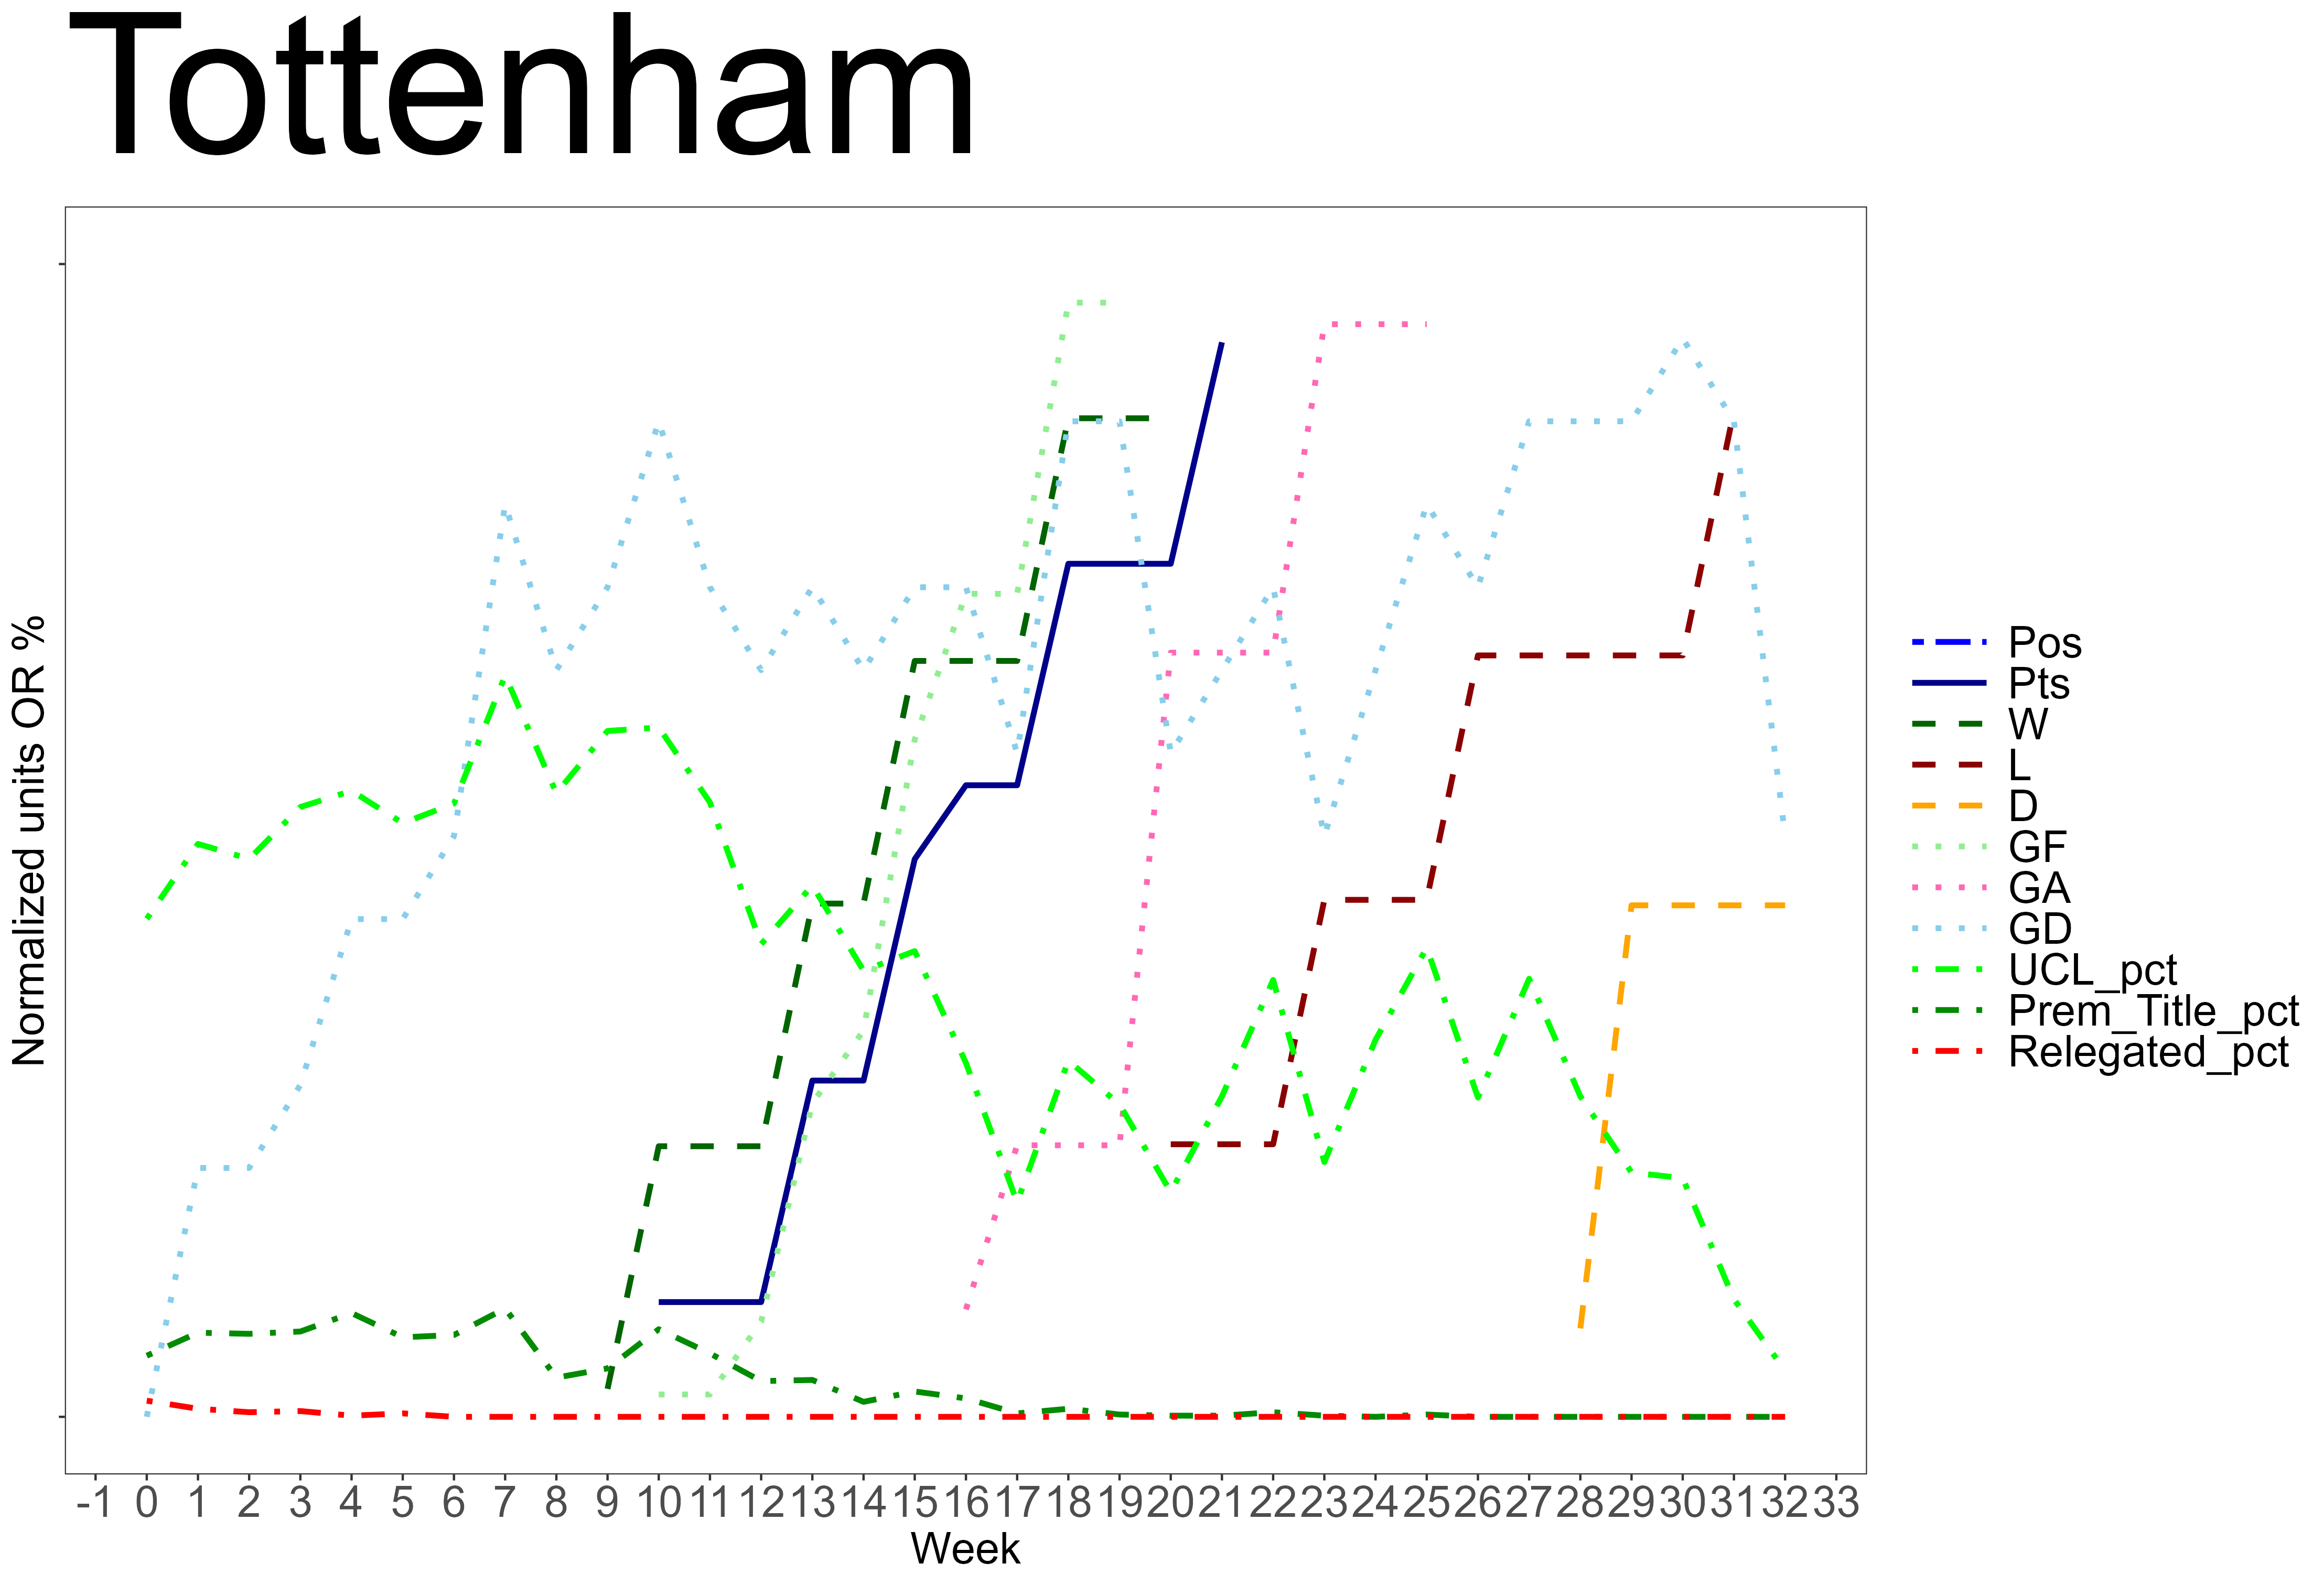 Tottenham
Normalized units OR %
Pos
Pts
W
L
D
GF
GA
GD
UCL_pct
Prem_Title_pct
Relegated_pct
-1 0 1 2 3 4 5 6 7 8 9 10 11 12 13 14 15 16 17 18 19 20 21 22 23 24 25 26 27 28 29 30 31 32 33
Week